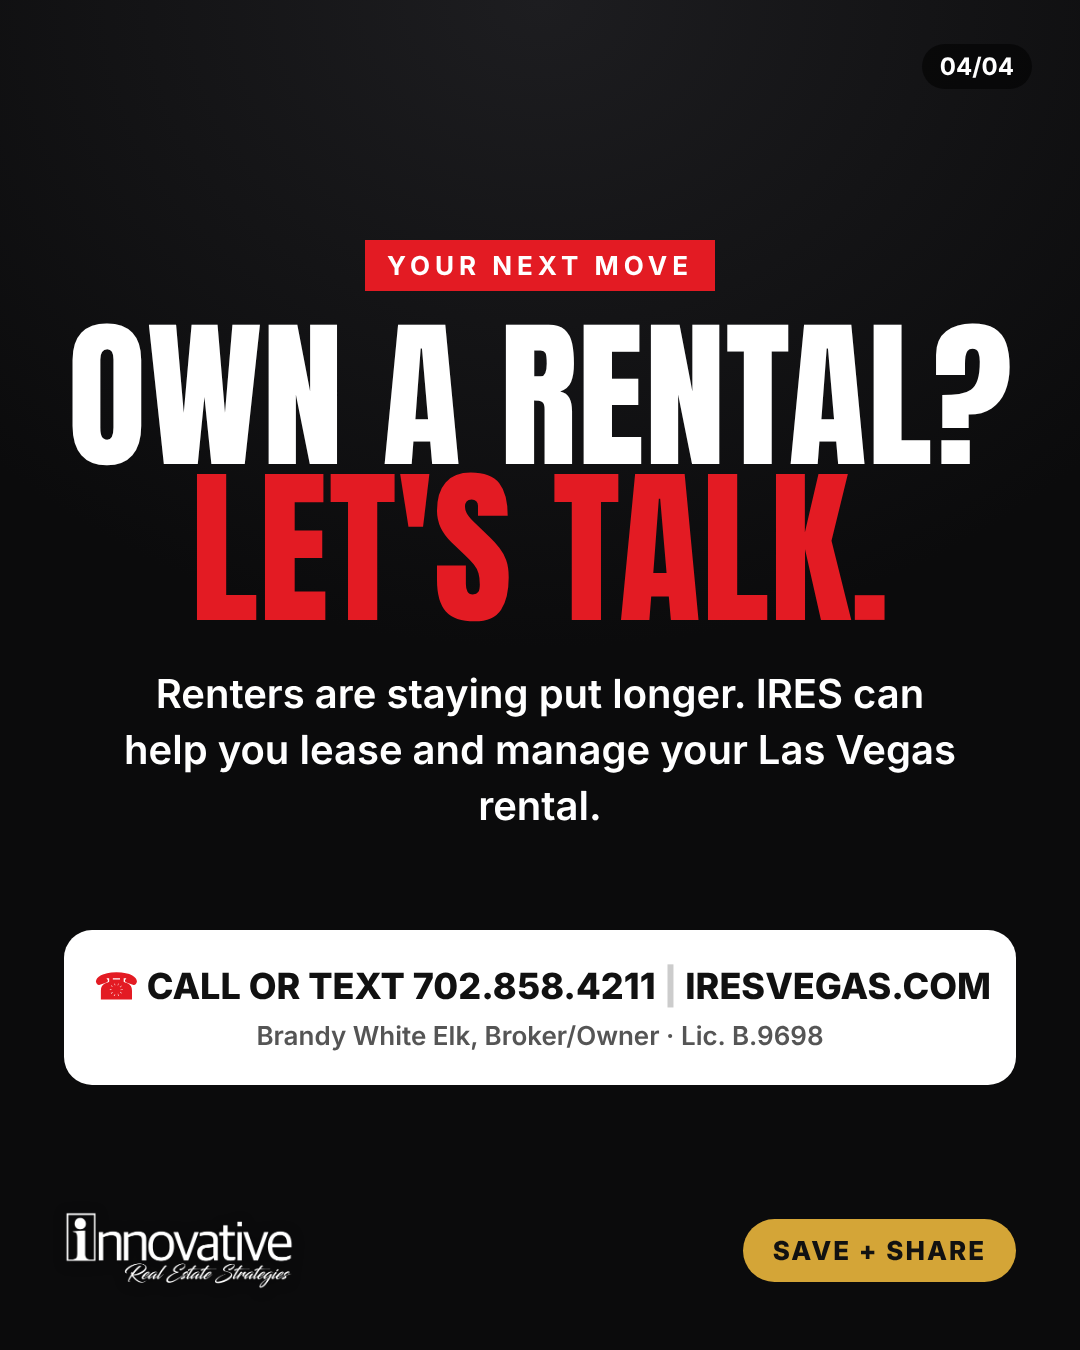 04/04
YOUR NEXT MOVE
OWN A RENTAL?
LET'S TALK.
Renters are staying put longer. IRES can
help you lease and manage your Las Vegas
rental.
☎ CALL OR TEXT 702.858.4211 | IRESVEGAS.COM
Brandy White Elk, Broker/Owner · Lic. B.9698
innovative
Real Estate Strategies
SAVE + SHARE